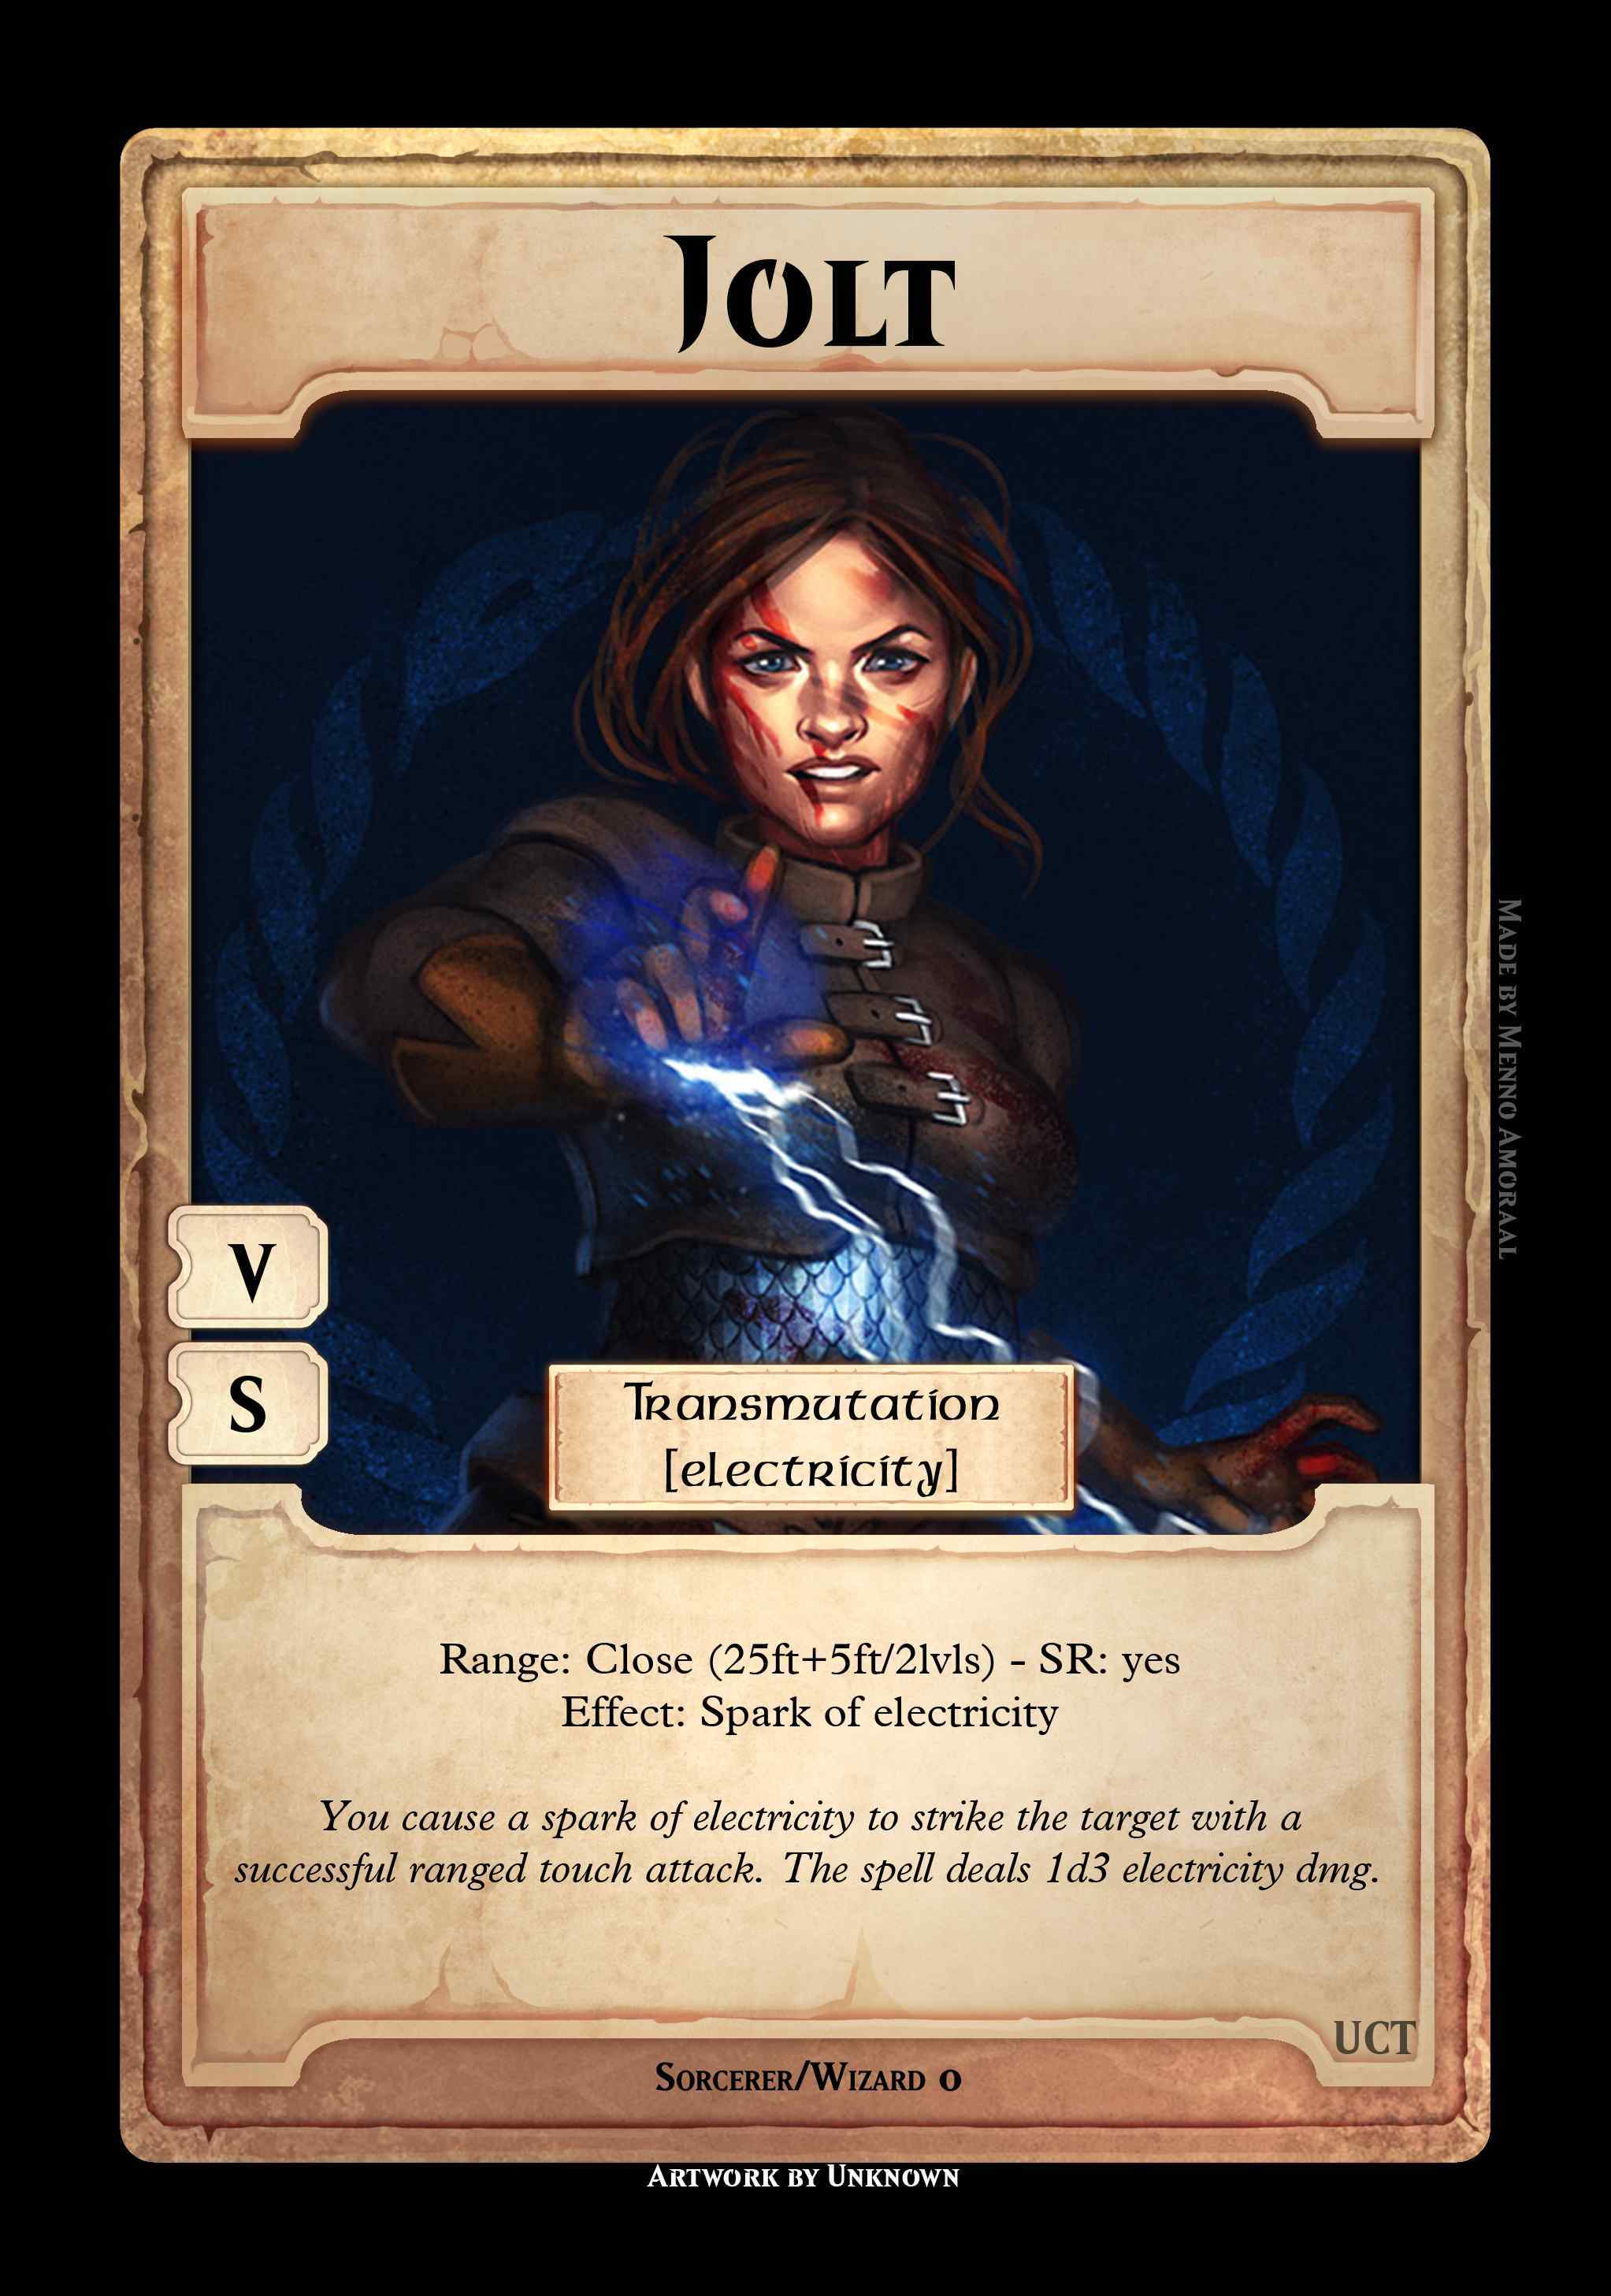 Jolt
V
S
Transmutation
[electricity]
Range: Close (25ft+5ft/2lvls) - SR: yes
Effect: Spark of electricity
You cause a spark of electricity to strike the target with a
successful ranged touch attack. The spell deals 1d3 electricity dmg.
UCT
Sorcerer/Wizard 0
Artwork by Unknown
Made by Menno Amoraal